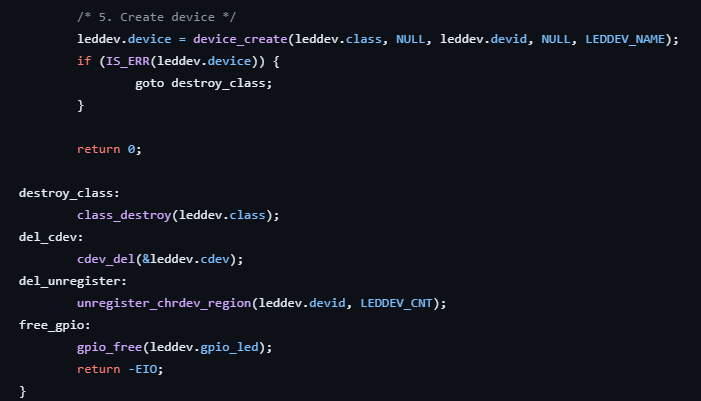 /* 5. Create device */
leddev.device = device_create(leddev.class, NULL, leddev.devid, NULL, LEDDEV_NAME);
if (IS_ERR(leddev.device)) {
goto destroy_class;
}
return 0;
destroy_class:
class_destroy(leddev.class);
del_cdev:
cdev_del(&leddev.cdev);
del_unregister:
unregister_chrdev_region(leddev.devid, LEDDEV_CNT);
free_gpio:
gpio_free(leddev.gpio_led);
return -EIO;
}